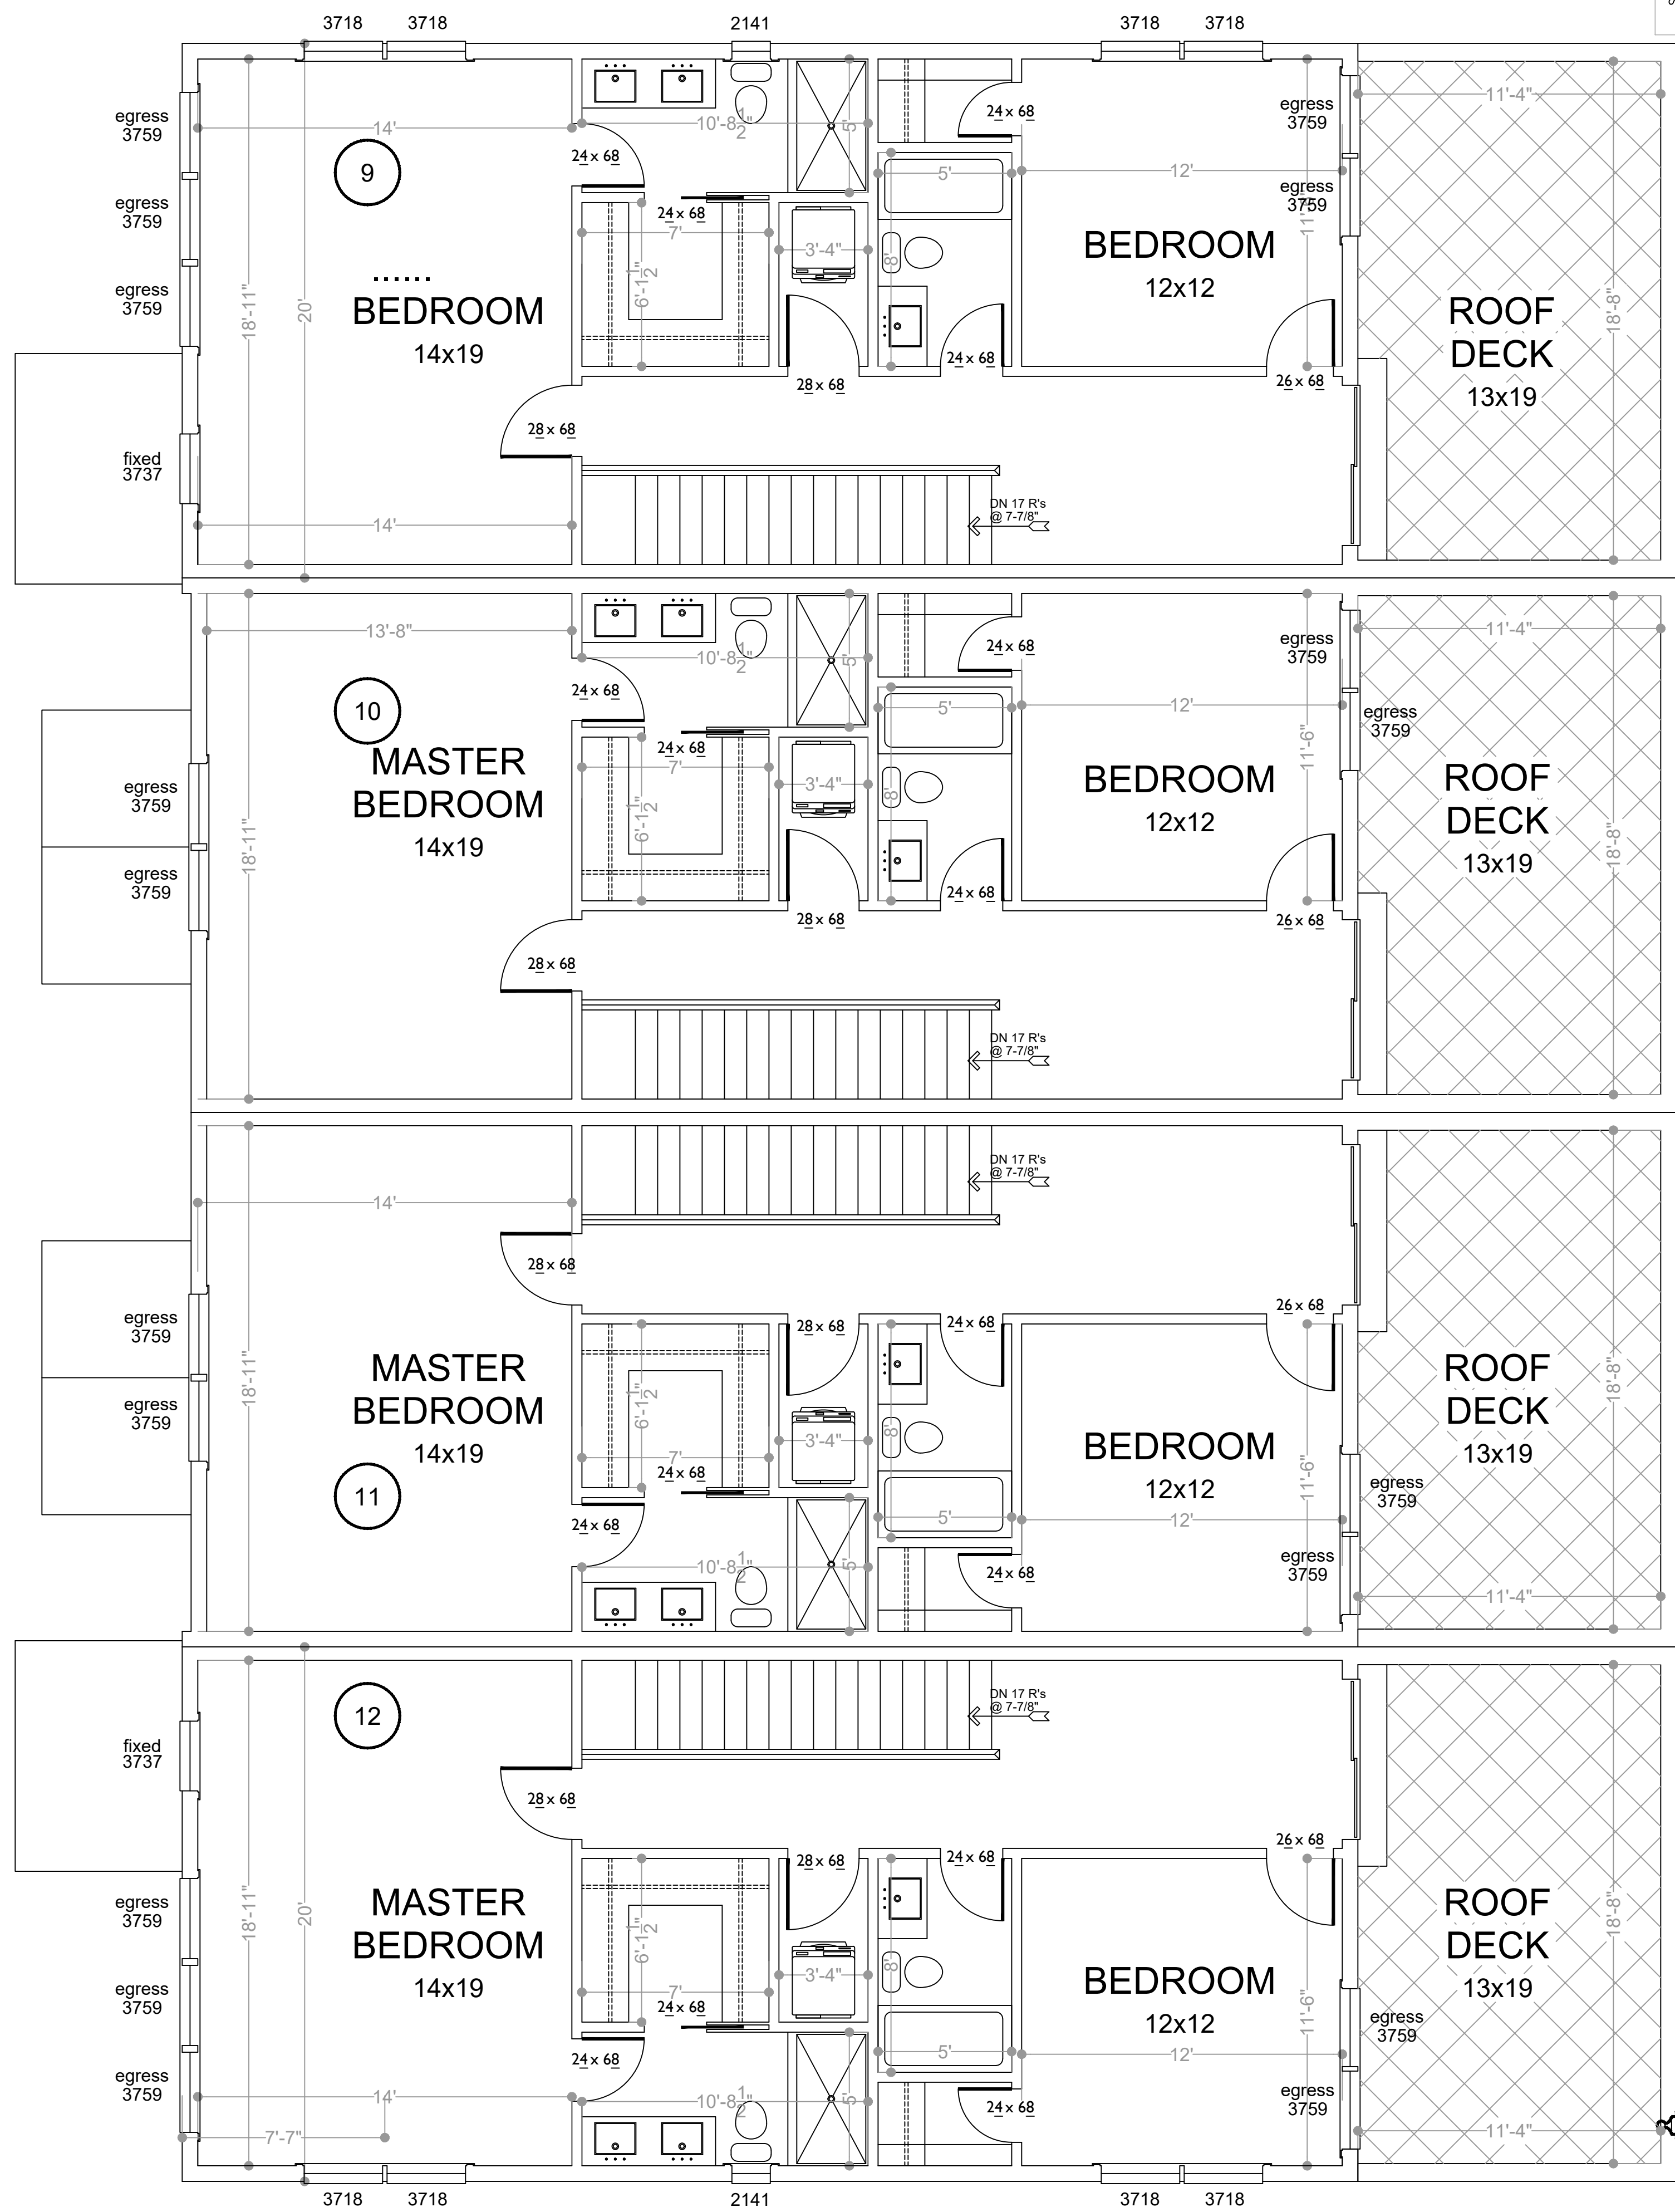 3718 3718 2141 3718 3718
egress
3759
egress
3759
egress
3759
fixed
3737
9
14'
18'-11"
20'
BEDROOM
14x19
14'
24 x 68
10'-8 1/2"
5'
24 x 68
7'
6'-1 1/2"
3'-4"
28 x 68
28 x 68
5'
8'
24 x 68
24 x 68
12'
BEDROOM
12x12
26 x 68
egress
3759
egress
3759
DN 17 R's
@ 7-7/8"
11'-4"
ROOF
DECK
13x19
18'-8"
13'-8"
10
MASTER
BEDROOM
14x19
18'-11"
egress
3759
egress
3759
24 x 68
10'-8 1/2"
5'
24 x 68
7'
6'-1 1/2"
3'-4"
28 x 68
28 x 68
5'
8'
24 x 68
24 x 68
12'
11'-6"
BEDROOM
12x12
26 x 68
egress
3759
egress
3759
DN 17 R's
@ 7-7/8"
11'-4"
ROOF
DECK
13x19
18'-8"
14'
DN 17 R's
@ 7-7/8"
28 x 68
egress
3759
egress
3759
18'-11"
MASTER
BEDROOM
14x19
11
28 x 68
24 x 68
26 x 68
6'-1 1/2"
7'
24 x 68
3'-4"
8'
5'
24 x 68
10'-8 1/2"
5'
24 x 68
BEDROOM
12x12
11'-6"
12'
egress
3759
egress
3759
ROOF
DECK
13x19
18'-8"
11'-4"
12
DN 17 R's
@ 7-7/8"
fixed
3737
28 x 68
egress
3759
egress
3759
egress
3759
18'-11"
20'
MASTER
BEDROOM
14x19
14'
7'-7"
28 x 68
24 x 68
26 x 68
6'-1 1/2"
7'
24 x 68
3'-4"
8'
5'
24 x 68
10'-8 1/2"
5'
24 x 68
BEDROOM
12x12
11'-6"
12'
egress
3759
egress
3759
ROOF
DECK
13x19
18'-8"
11'-4"
3718 3718 2141 3718 3718